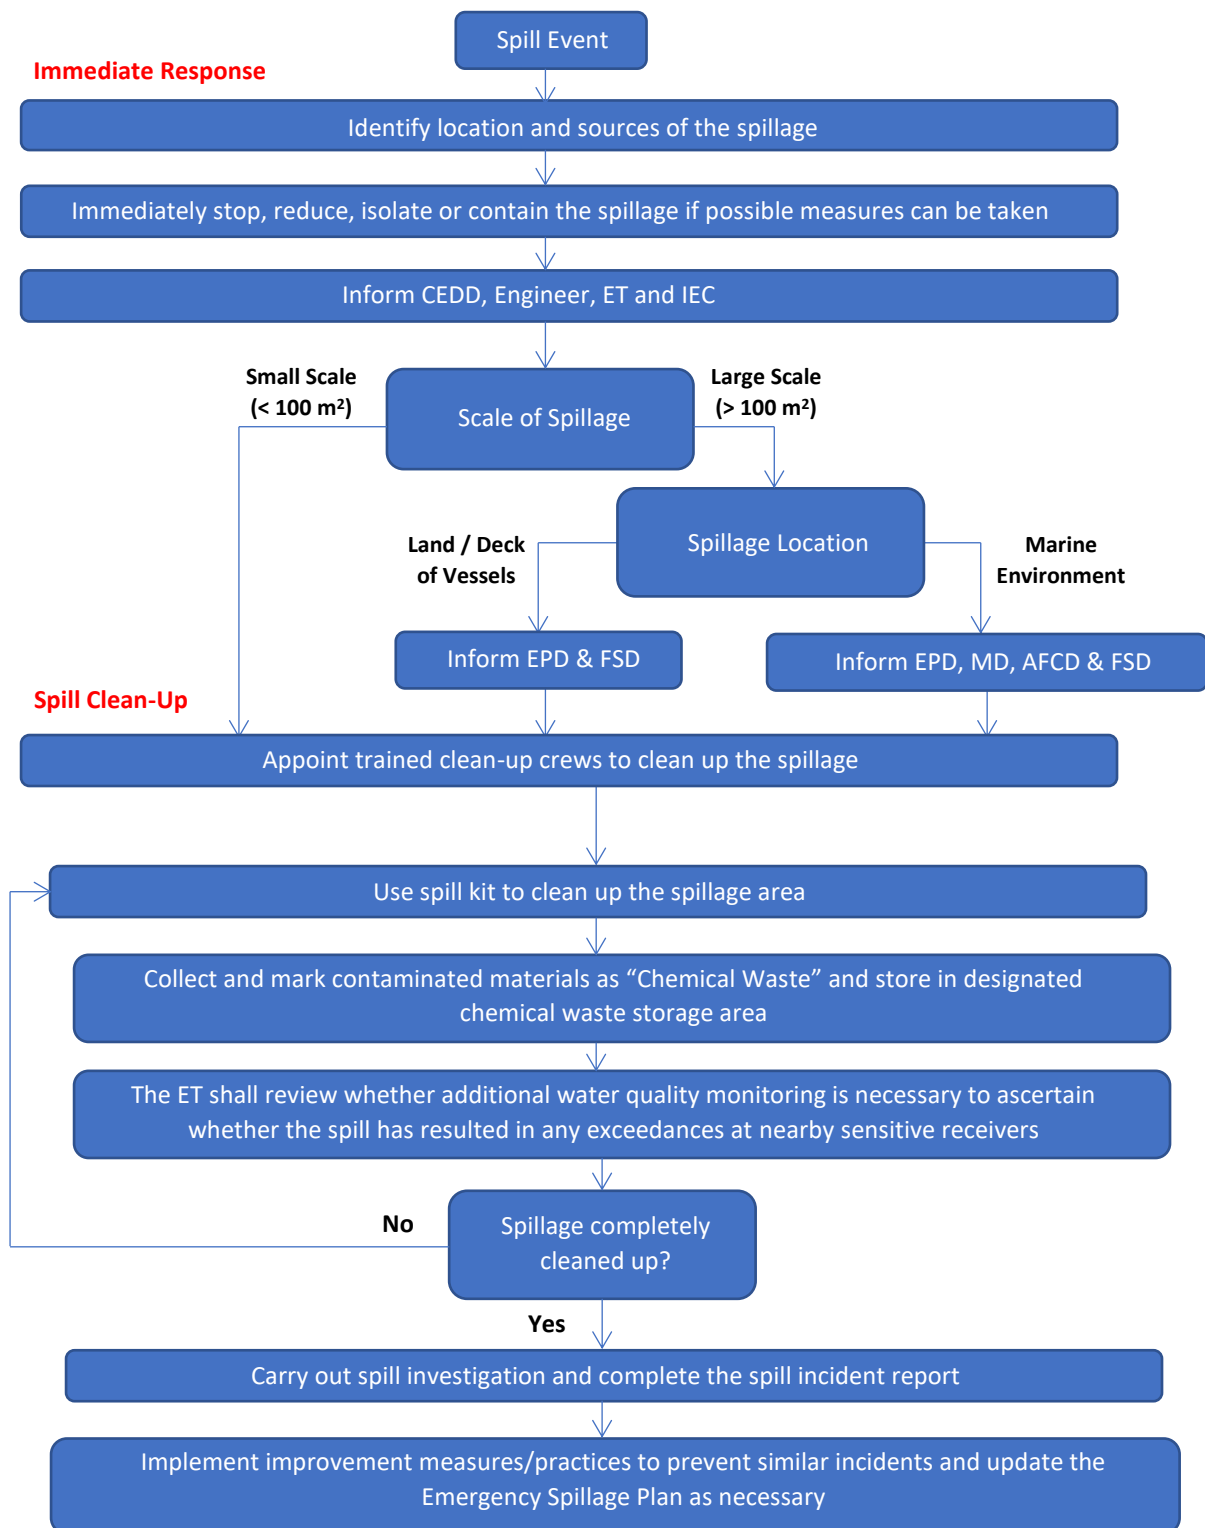 Spill Event
Immediate Response
Identify location and sources of the spillage
Immediately stop, reduce, isolate or contain the spillage if possible measures can be taken
Inform CEDD, Engineer, ET and IEC
Small Scale
(< 100 m²)
Large Scale
(> 100 m²)
Scale of Spillage
Spillage Location
Land / Deck
of Vessels
Marine
Environment
Inform EPD & FSD
Inform EPD, MD, AFCD & FSD
Spill Clean-Up
Appoint trained clean-up crews to clean up the spillage
Use spill kit to clean up the spillage area
Collect and mark contaminated materials as “Chemical Waste” and store in designated
chemical waste storage area
The ET shall review whether additional water quality monitoring is necessary to ascertain
whether the spill has resulted in any exceedances at nearby sensitive receivers
No
Spillage completely
cleaned up?
Yes
Carry out spill investigation and complete the spill incident report
Implement improvement measures/practices to prevent similar incidents and update the
Emergency Spillage Plan as necessary